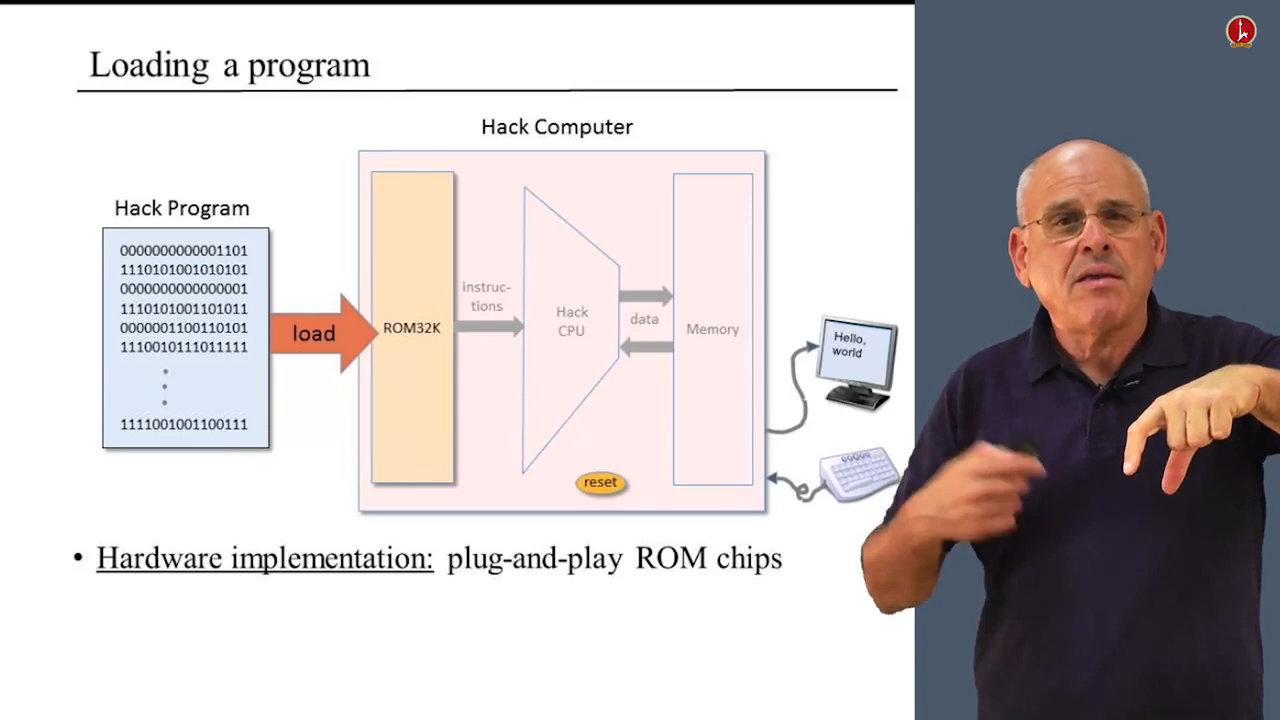 Loading a program
Hack Computer
Hack Program
0000000000001101
1110101001010101
0000000000000001
1110101001101011
0000001100110101
1110010111011111
1111001001100111
load
ROM32K
instruc-
tions
Hack
CPU
data
Memory
reset
Hello,
world
• Hardware implementation: plug-and-play ROM chips